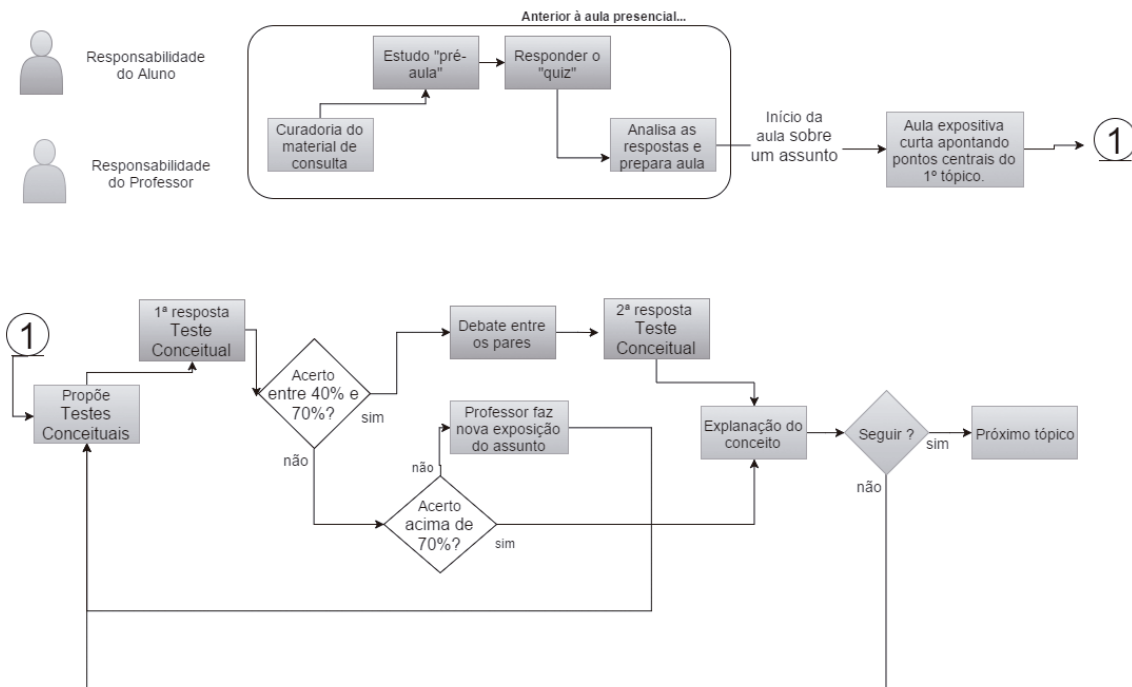 Anterior à aula presencial...
Responsabilidade
do Aluno
Estudo "pré-
aula"
Responder o
"quiz"
Curadoria do
material de
consulta
Analisa as
respostas e
prepara aula
Início da
aula sobre
um assunto
Aula expositiva
curta apontando
pontos centrais do
1º tópico.
1
Responsabilidade
do Professor
1
Propõe
Testes
Conceituais
1ª resposta
Teste
Conceitual
Acerto
entre 40% e
70%?
sim
não
Debate entre
os pares
2ª resposta
Teste
Conceitual
Professor faz
nova exposição
do assunto
não
Acerto
acima de
70%?
sim
Explanação do
conceito
Seguir ?
sim
não
Próximo tópico